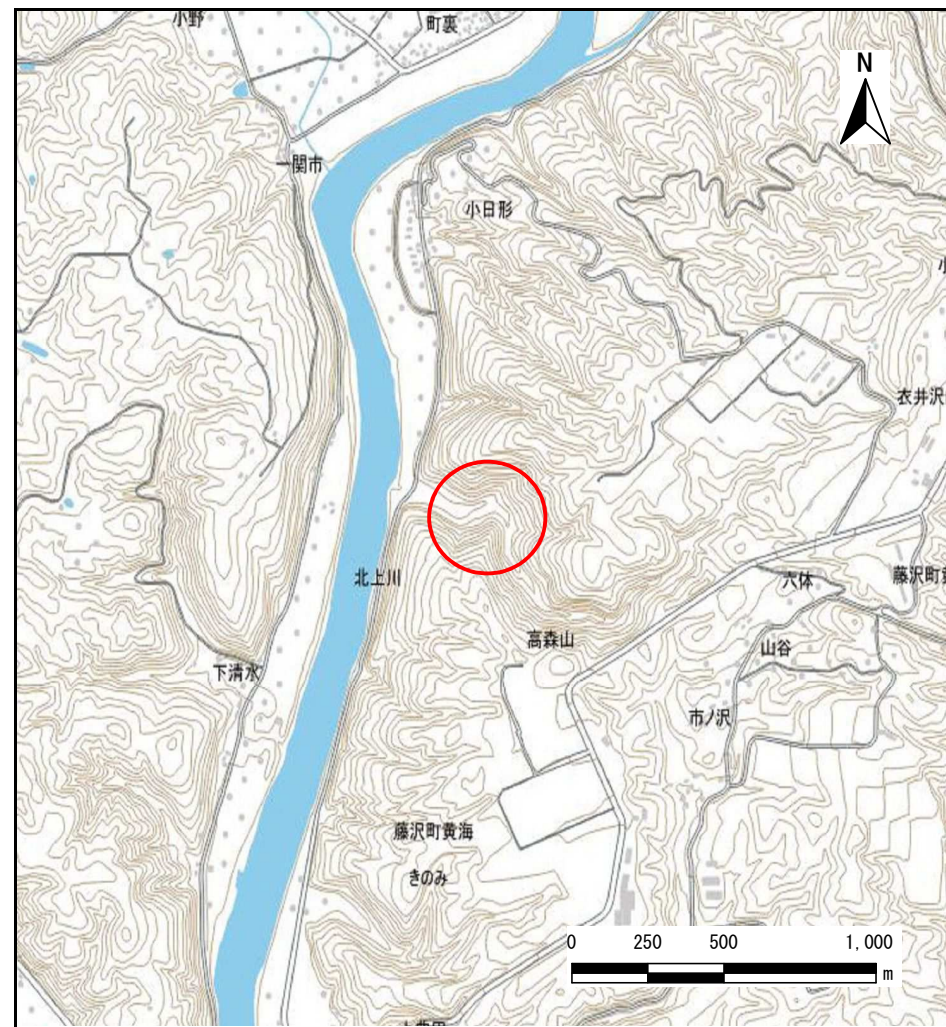 小野
町裏
N
一関市
小日形
衣井沢
北上川
六体
藤沢町
高森山
山谷
下清水
市ノ沢
藤沢町黄海
きのみ
0 250 500 1,000
m